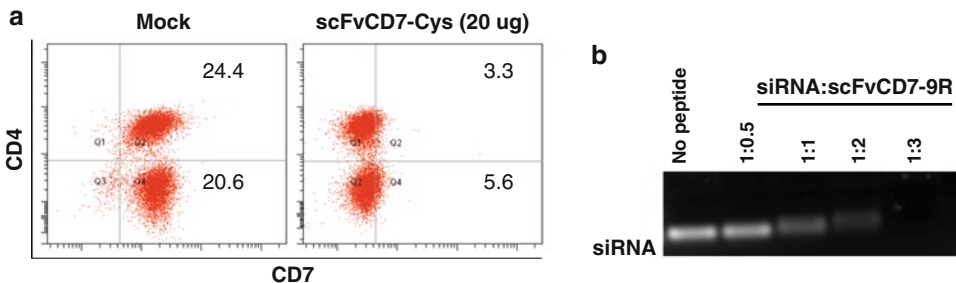 a
Mock
scFvCD7-Cys (20 ug)
24.4
3.3
Q1
Q2
Q1
Q2
Q3
Q4
Q4
20.6
5.6
CD4
CD7
b
siRNA:scFvCD7-9R
No peptide
1:0.5
1:1
1:2
1:3
siRNA